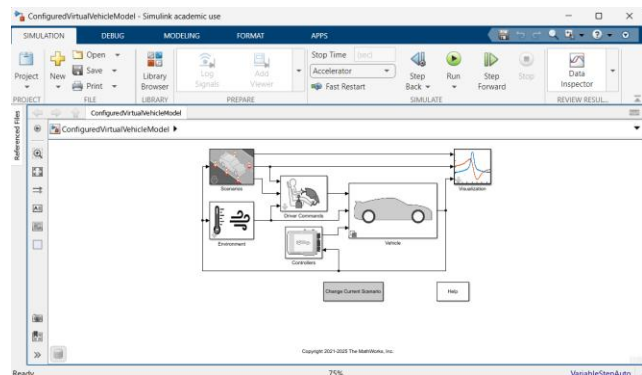 ConfiguredVirtualVehicleModel - Simulink academic use
SIMULATION DEBUG MODELING FORMAT APPS
Project
New
Open
Save
Print
Library
Browser
Log
Signals
Add
Viewer
Stop Time (sec)
Accelerator
Fast Restart
Step
Back
Run
Step
Forward
Stop
Data
Inspector
PROJECT FILE LIBRARY PREPARE SIMULATE REVIEW RESUL...
Referenced Files
ConfiguredVirtualVehicleModel
ConfiguredVirtualVehicleModel
Scenarios
Visualization
Driver Commands
Environment
Vehicle
Controllers
Change Current Scenario
Help
Copyright 2021-2025 The MathWorks, Inc.
Ready 75% VariableStepAuto